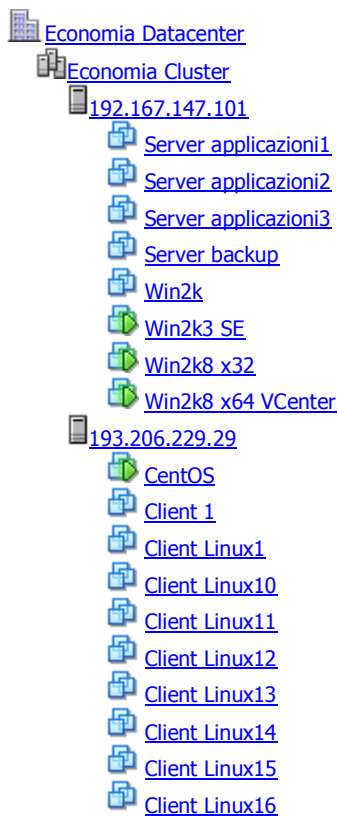 Economia Datacenter
Economia Cluster
192.167.147.101
Server applicazioni1
Server applicazioni2
Server applicazioni3
Server backup
Win2k
Win2k3 SE
Win2k8 x32
Win2k8 x64 VCenter
193.206.229.29
CentOS
Client 1
Client Linux1
Client Linux10
Client Linux11
Client Linux12
Client Linux13
Client Linux14
Client Linux15
Client Linux16